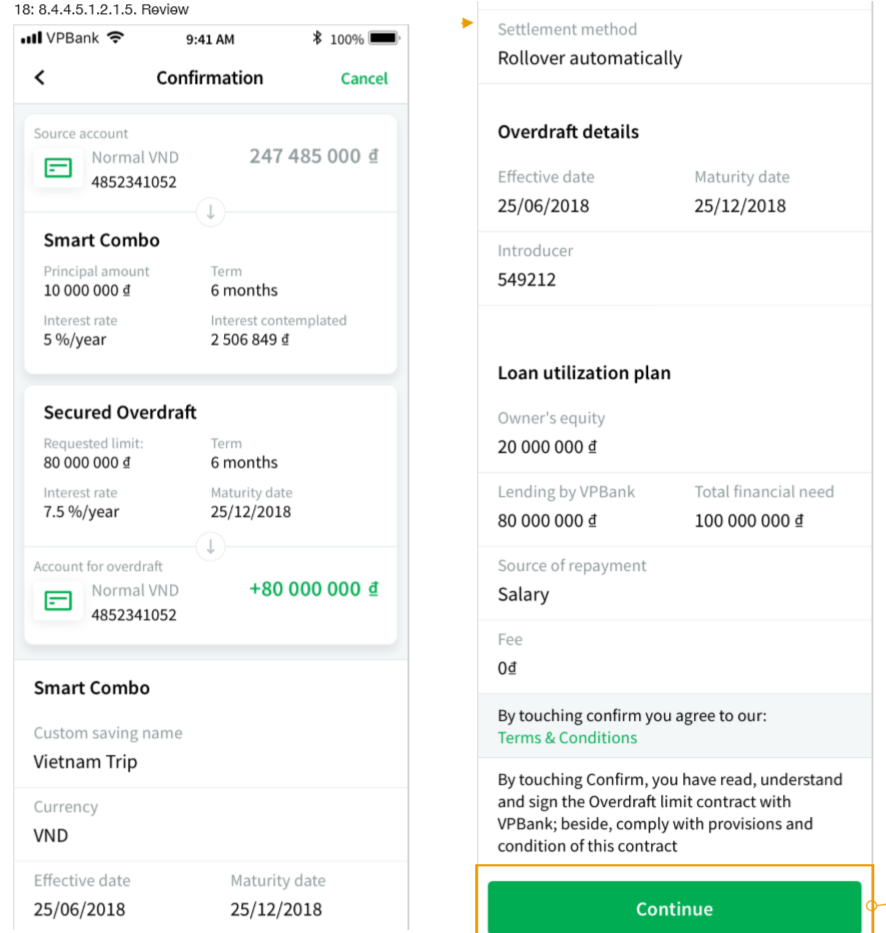 18: 8.4.4.5.1.2.1.5. Review
VPBank 9:41 AM 100%
Confirmation Cancel
Source account
Normal VND 247 485 000 ₫
4852341052
Smart Combo
Principal amount Term
10 000 000 ₫ 6 months
Interest rate Interest contemplated
5 %/year 2 506 849 ₫
Secured Overdraft
Requested limit: Term
80 000 000 ₫ 6 months
Interest rate Maturity date
7.5 %/year 25/12/2018
Account for overdraft
Normal VND +80 000 000 ₫
4852341052
Smart Combo
Custom saving name
Vietnam Trip
Currency
VND
Effective date Maturity date
25/06/2018 25/12/2018
Settlement method
Rollover automatically
Overdraft details
Effective date Maturity date
25/06/2018 25/12/2018
Introducer
549212
Loan utilization plan
Owner's equity
20 000 000 ₫
Lending by VPBank Total financial need
80 000 000 ₫ 100 000 000 ₫
Source of repayment
Salary
Fee
0₫
By touching confirm you agree to our:
Terms & Conditions
By touching Confirm, you have read, understand
and sign the Overdraft limit contract with
VPBank; beside, comply with provisions and
condition of this contract
Continue